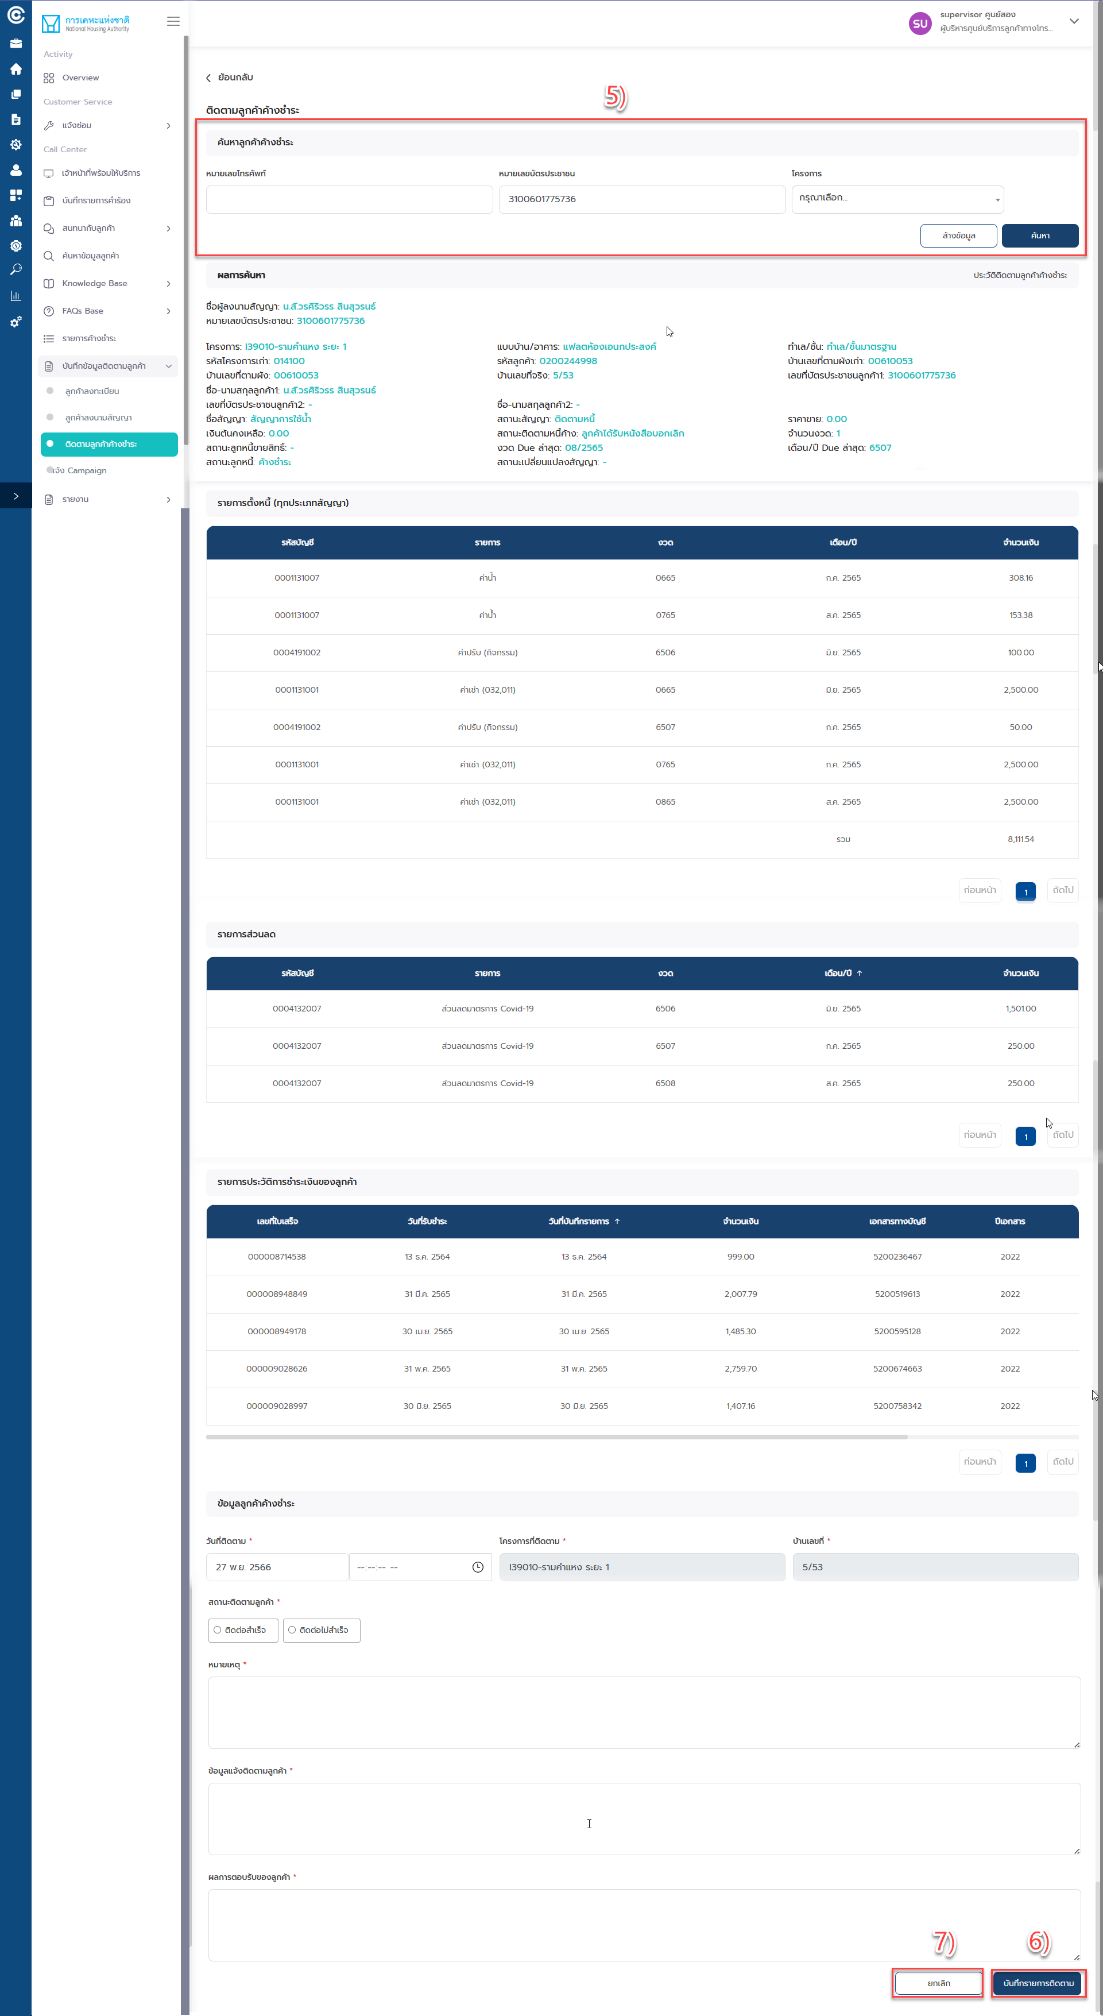 การเคหะแห่งชาติ
National Housing Authority
SU
supervisor ศูนย์สอง
ผู้บริหารศูนย์บริการลูกค้าทางโทร...
Activity
Overview
Customer Service
แจ้งซ่อม
Call Center
เจ้าหน้าที่พร้อมให้บริการ
บันทึกรายการคำร้อง
สนทนากับลูกค้า
ค้นหาข้อมูลลูกค้า
Knowledge Base
FAQs Base
รายการค้างชำระ
บันทึกข้อมูลติดตามลูกค้า
ลูกค้าลงทะเบียน
ลูกค้าลงนามสัญญา
ติดตามลูกค้าค้างชำระ
แจ้ง Campaign
รายงาน
ย้อนกลับ
ติดตามลูกค้าค้างชำระ
5)
ค้นหาลูกค้าค้างชำระ
หมายเลขโทรศัพท์ หมายเลขบัตรประชาชน โครงการ
3100601775736 กรุณาเลือก...
ล้างข้อมูล ค้นหา
ผลการค้นหา ประวัติติดตามลูกค้าค้างชำระ
ชื่อผู้ลงนามสัญญา: น.ส.วรศิริวรร สินสุวรนธ์
หมายเลขบัตรประชาชน: 3100601775736
โครงการ: I39010-รามคำแหง ระยะ 1 แบบบ้าน/อาคาร: แฟลตห้องเอนกประสงค์ ทำเล/ชั้น: ทำเล/ชั้นมาตรฐาน
รหัสโครงการเก่า: 014100 รหัสลูกค้า: 0200244998 บ้านเลขที่ตามผังเก่า: 00610053
บ้านเลขที่ตามผัง: 00610053 บ้านเลขที่จริง: 5/53 เลขที่บัตรประชาชนลูกค้า1: 3100601775736
ชื่อ-นามสกุลลูกค้า1: น.ส.วรศิริวรร สินสุวรนธ์
เลขที่บัตรประชาชนลูกค้า2: - ชื่อ-นามสกุลลูกค้า2: -
ชื่อสัญญา: สัญญาการใช้น้ำ สถานะสัญญา: ติดตามหนี้ ราคาขาย: 0.00
เงินต้นคงเหลือ: 0.00 สถานะติดตามหนี้ค้าง: ลูกค้าได้รับหนังสือบอกเลิก จำนวนงวด: 1
สถานะลูกหนี้ขายสิทธิ์: - งวด Due ล่าสุด: 08/2565 เดือน/ปี Due ล่าสุด: 6507
สถานะลูกหนี้: ค้างชำระ สถานะเปลี่ยนแปลงสัญญา: -
รายการตั้งหนี้ (ทุกประเภทสัญญา)
รหัสบัญชี รายการ งวด เดือน/ปี จำนวนเงิน
0001131007 ค่าน้ำ 0665 ก.ค. 2565 308.16
0001131007 ค่าน้ำ 0765 ส.ค. 2565 153.38
0004191002 ค่าปรับ (กิจกรรม) 6506 มิ.ย. 2565 100.00
0001131001 ค่าเช่า (032,011) 0665 มิ.ย. 2565 2,500.00
0004191002 ค่าปรับ (กิจกรรม) 6507 ก.ค. 2565 50.00
0001131001 ค่าเช่า (032,011) 0765 ก.ค. 2565 2,500.00
0001131001 ค่าเช่า (032,011) 0865 ส.ค. 2565 2,500.00
รวม 8,111.54
ก่อนหน้า 1 ถัดไป
รายการส่วนลด
รหัสบัญชี รายการ งวด เดือน/ปี ↑ จำนวนเงิน
0004132007 ส่วนลดมาตรการ Covid-19 6506 มิ.ย. 2565 1,501.00
0004132007 ส่วนลดมาตรการ Covid-19 6507 ก.ค. 2565 250.00
0004132007 ส่วนลดมาตรการ Covid-19 6508 ส.ค. 2565 250.00
ก่อนหน้า 1 ถัดไป
รายการประวัติการชำระเงินของลูกค้า
เลขที่ใบเสร็จ วันที่รับชำระ วันที่บันทึกรายการ ↑ จำนวนเงิน เอกสารทางบัญชี ปีเอกสาร
000008714538 13 ธ.ค. 2564 13 ธ.ค. 2564 999.00 5200236467 2022
000008948849 31 มี.ค. 2565 31 มี.ค. 2565 2,007.79 5200519613 2022
000008949178 30 เม.ย. 2565 30 เม.ย. 2565 1,485.30 5200595128 2022
000009028626 31 พ.ค. 2565 31 พ.ค. 2565 2,759.70 5200674663 2022
000009028997 30 มิ.ย. 2565 30 มิ.ย. 2565 1,407.16 5200758342 2022
ก่อนหน้า 1 ถัดไป
ข้อมูลลูกค้าค้างชำระ
วันที่ติดตาม * โครงการที่ติดตาม * บ้านเลขที่ *
27 พ.ย. 2566 --:--:-- -- I39010-รามคำแหง ระยะ 1 5/53
สถานะติดตามลูกค้า *
ติดต่อสำเร็จ ติดต่อไม่สำเร็จ
หมายเหตุ *
ข้อมูลแจ้งติดตามลูกค้า *
ผลการตอบรับของลูกค้า *
7) 6)
ยกเลิก บันทึกรายการติดตาม